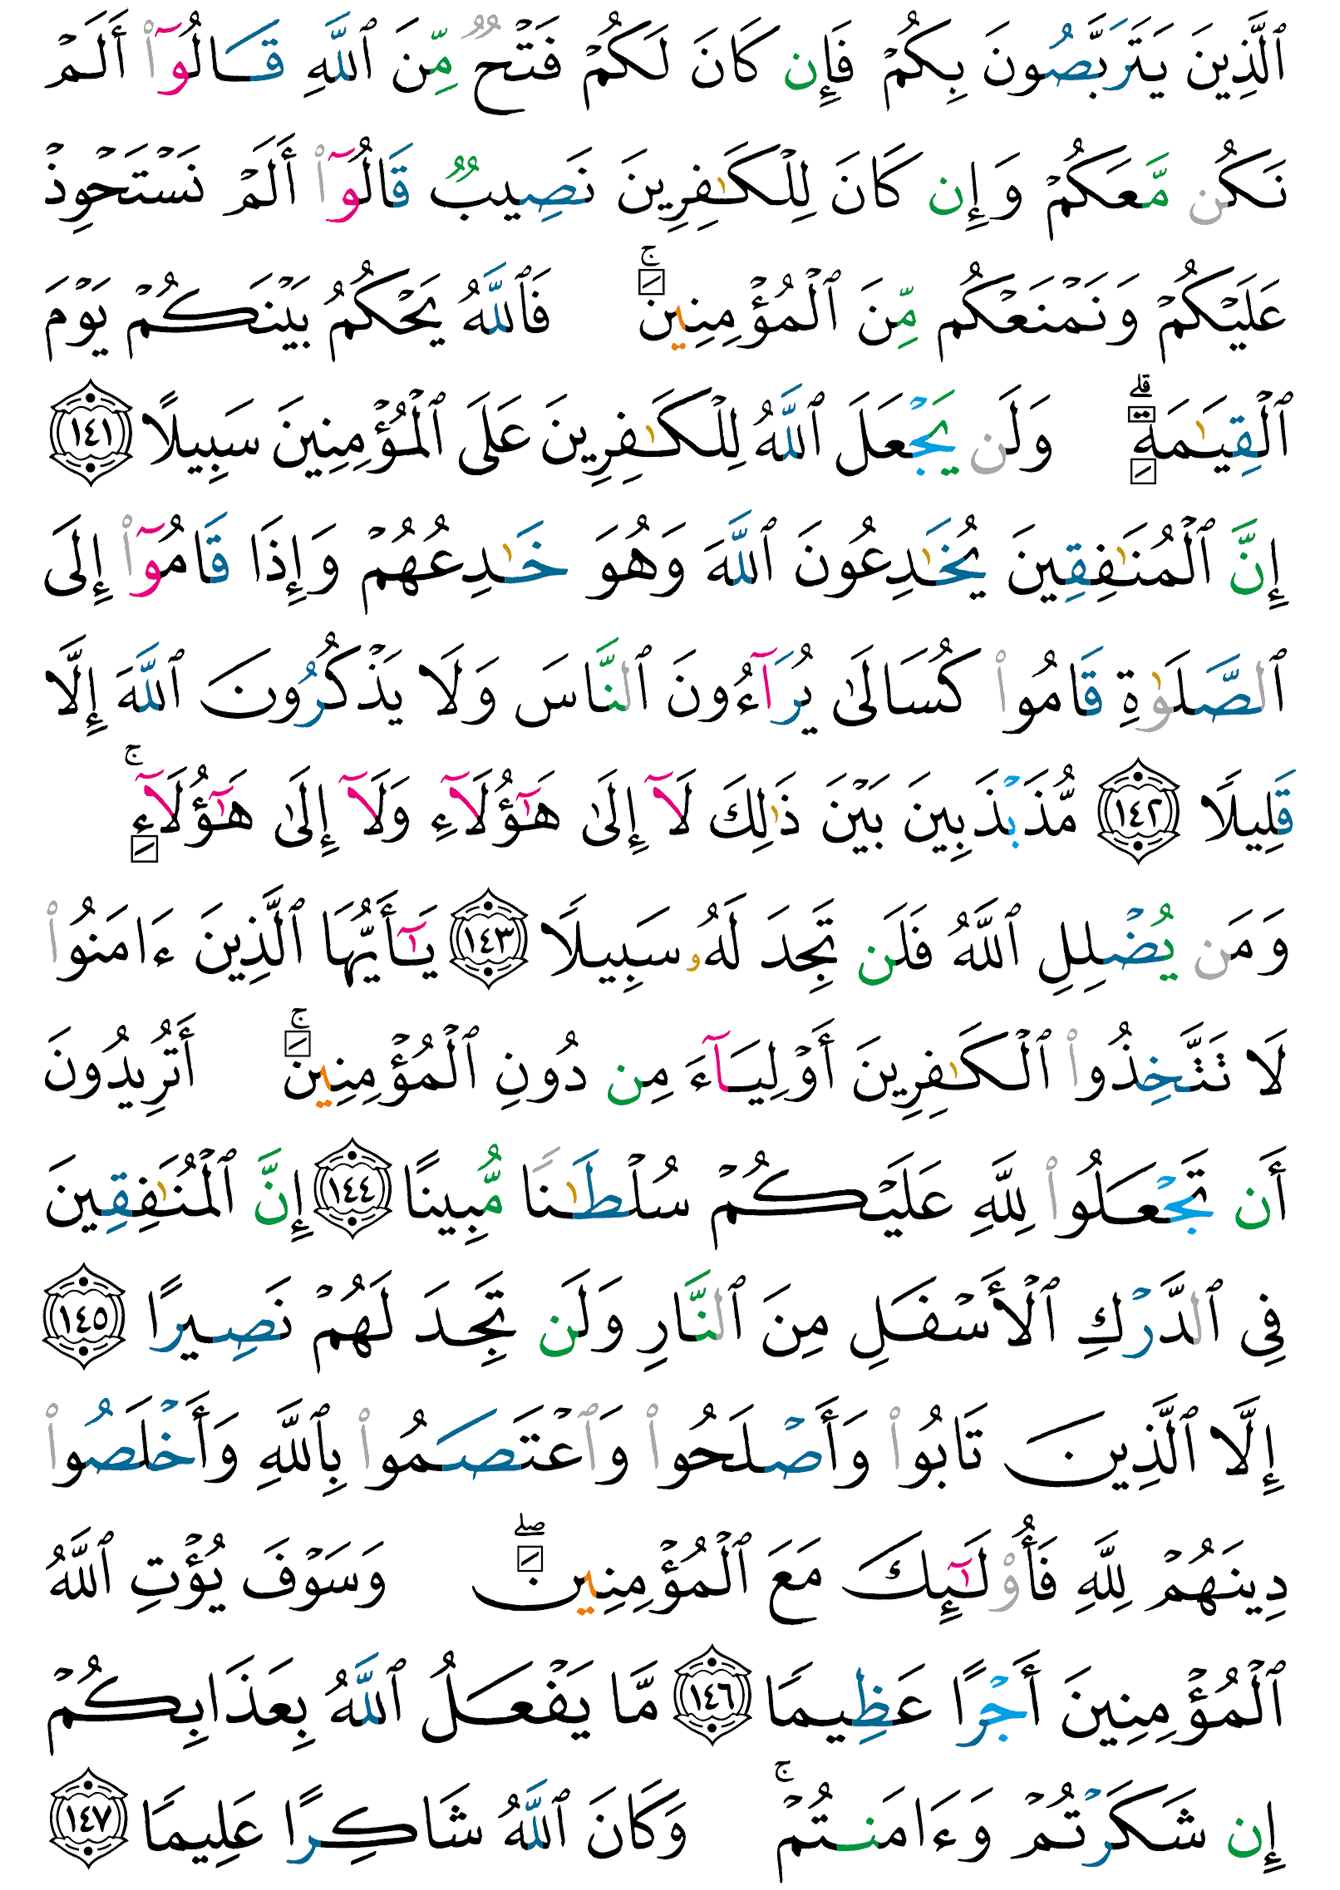 ٱلَّذِينَ يَتَرَبَّصُونَ بِكُمْ فَإِن كَانَ لَكُمْ فَتْحٌ مِّنَ ٱللَّهِ قَالُوٓا۟ أَلَمْ
نَكُن مَّعَكُمْ وَإِن كَانَ لِلْكَـٰفِرِينَ نَصِيبٌ قَالُوٓا۟ أَلَمْ نَسْتَحْوِذْ
عَلَيْكُمْ وَنَمْنَعْكُم مِّنَ ٱلْمُؤْمِنِينَ ۚ فَٱللَّهُ يَحْكُمُ بَيْنَكُمْ يَوْمَ
ٱلْقِيَـٰمَةِ ۗ وَلَن يَجْعَلَ ٱللَّهُ لِلْكَـٰفِرِينَ عَلَى ٱلْمُؤْمِنِينَ سَبِيلًا ١٤١
إِنَّ ٱلْمُنَـٰفِقِينَ يُخَـٰدِعُونَ ٱللَّهَ وَهُوَ خَـٰدِعُهُمْ وَإِذَا قَامُوٓا۟ إِلَى
ٱلصَّلَوٰةِ قَامُوا۟ كُسَالَىٰ يُرَآءُونَ ٱلنَّاسَ وَلَا يَذْكُرُونَ ٱللَّهَ إِلَّا
قَلِيلًا ١٤٢ مُّذَبْذَبِينَ بَيْنَ ذَٰلِكَ لَآ إِلَىٰ هَـٰٓؤُلَآءِ وَلَآ إِلَىٰ هَـٰٓؤُلَآءِ ۚ
وَمَن يُضْلِلِ ٱللَّهُ فَلَن تَجِدَ لَهُۥ سَبِيلًا ١٤٣ يَـٰٓأَيُّهَا ٱلَّذِينَ ءَامَنُوا۟
لَا تَتَّخِذُوا۟ ٱلْكَـٰفِرِينَ أَوْلِيَآءَ مِن دُونِ ٱلْمُؤْمِنِينَ ۚ أَتُرِيدُونَ
أَن تَجْعَلُوا۟ لِلَّهِ عَلَيْكُمْ سُلْطَـٰنًا مُّبِينًا ١٤٤ إِنَّ ٱلْمُنَـٰفِقِينَ
فِى ٱلدَّرْكِ ٱلْأَسْفَلِ مِنَ ٱلنَّارِ وَلَن تَجِدَ لَهُمْ نَصِيرًا ١٤٥
إِلَّا ٱلَّذِينَ تَابُوا۟ وَأَصْلَحُوا۟ وَٱعْتَصَمُوا۟ بِٱللَّهِ وَأَخْلَصُوا۟
دِينَهُمْ لِلَّهِ فَأُو۟لَـٰٓئِكَ مَعَ ٱلْمُؤْمِنِينَ ۖ وَسَوْفَ يُؤْتِ ٱللَّهُ
ٱلْمُؤْمِنِينَ أَجْرًا عَظِيمًا ١٤٦ مَّا يَفْعَلُ ٱللَّهُ بِعَذَابِكُمْ
إِن شَكَرْتُمْ وَءَامَنتُمْ ۚ وَكَانَ ٱللَّهُ شَاكِرًا عَلِيمًا ١٤٧